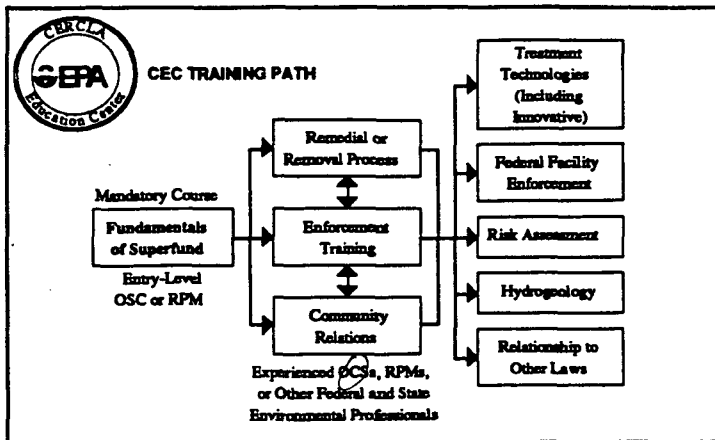 CERCLA
EPA
Education Center
CEC TRAINING PATH
Mandatory Course
Fundamentals
of Superfund
Entry-Level
OSC or RPM
Remedial or
Removal Process
Enforcement
Training
Community
Relations
Experienced OCSs, RPMs,
or Other Federal and State
Environmental Professionals
Treatment
Technologies
(Including
Innovative)
Federal Facility
Enforcement
Risk Assessment
Hydrogeology
Relationship to
Other Laws